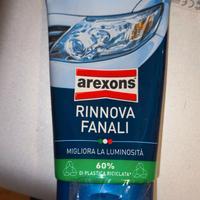 arexons
RINNOVA
FANALI
MIGLIORA LA LUMINOSITÀ
60%
DI PLASTICA RICICLATA*